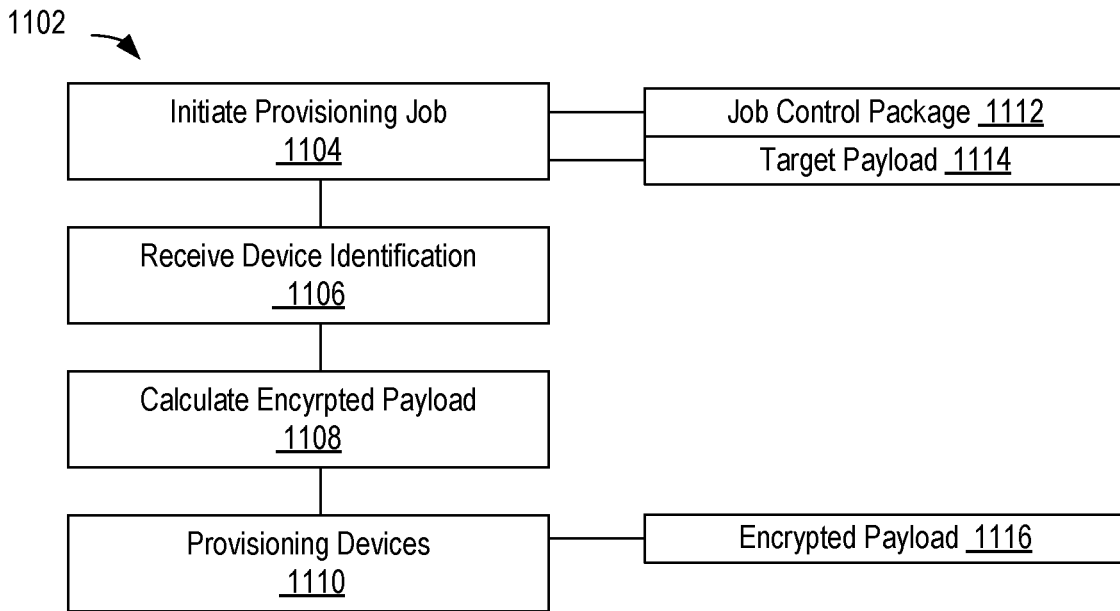 1102
Initiate Provisioning Job
1104
Job Control Package 1112
Target Payload 1114
Receive Device Identification
1106
Calculate Encyrpted Payload
1108
Provisioning Devices
1110
Encrypted Payload 1116